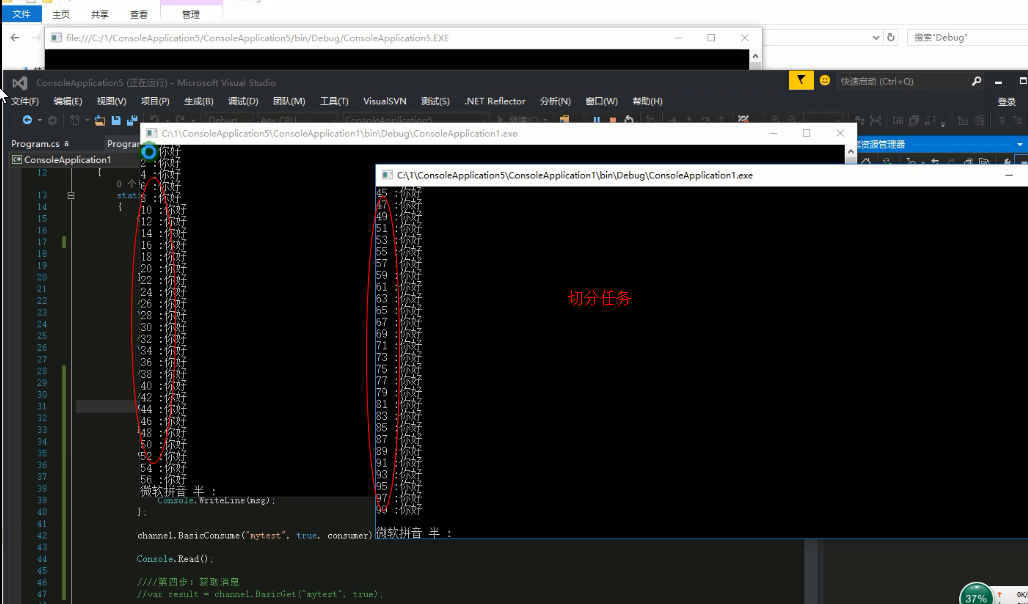 文件 主页 共享 查看 管理
file:///C:/1/ConsoleApplication5/ConsoleApplication5/bin/Debug/ConsoleApplication5.EXE
搜索"Debug"
ConsoleApplication5 (正在运行) - Microsoft Visual Studio
快速启动 (Ctrl+Q)
文件(F) 编辑(E) 视图(V) 项目(P) 生成(B) 调试(D) 团队(M) 工具(T) VisualSVN 测试(S) .NET Reflector 分析(N) 窗口(W) 帮助(H)
登录
C:\1\ConsoleApplication5\ConsoleApplication1\bin\Debug\ConsoleApplication1.exe
Program.cs
ConsoleApplication1
资源管理器
:你好
2 :你好
4 :你好
6 :你好
8 :你好
10 :你好
12 :你好
14 :你好
16 :你好
18 :你好
20 :你好
22 :你好
24 :你好
26 :你好
28 :你好
30 :你好
32 :你好
34 :你好
36 :你好
38 :你好
40 :你好
42 :你好
44 :你好
46 :你好
48 :你好
50 :你好
52 :你好
54 :你好
56 :你好
微软拼音 半 :
C:\1\ConsoleApplication5\ConsoleApplication1\bin\Debug\ConsoleApplication1.exe
45 :你好
47 :你好
49 :你好
51 :你好
53 :你好
55 :你好
57 :你好
59 :你好
61 :你好
63 :你好
65 :你好
67 :你好
69 :你好
71 :你好
73 :你好
75 :你好
77 :你好
79 :你好
81 :你好
83 :你好
85 :你好
87 :你好
89 :你好
91 :你好
93 :你好
95 :你好
97 :你好
99 :你好
微软拼音 半 :
切分任务
12 {
13
14 {
15
16
17
18
19
20
21
22
23
24
25
26
27
28
29
30
31
32
33
34
35
36
37
38
39 Console.WriteLine(msg);
40 };
41
42 channel.BasicConsume("mytest", true, consumer)
43
44 Console.Read();
45
46 ////第四步: 获取消息
47 //var result = channel.BasicGet("mytest", true);
37%